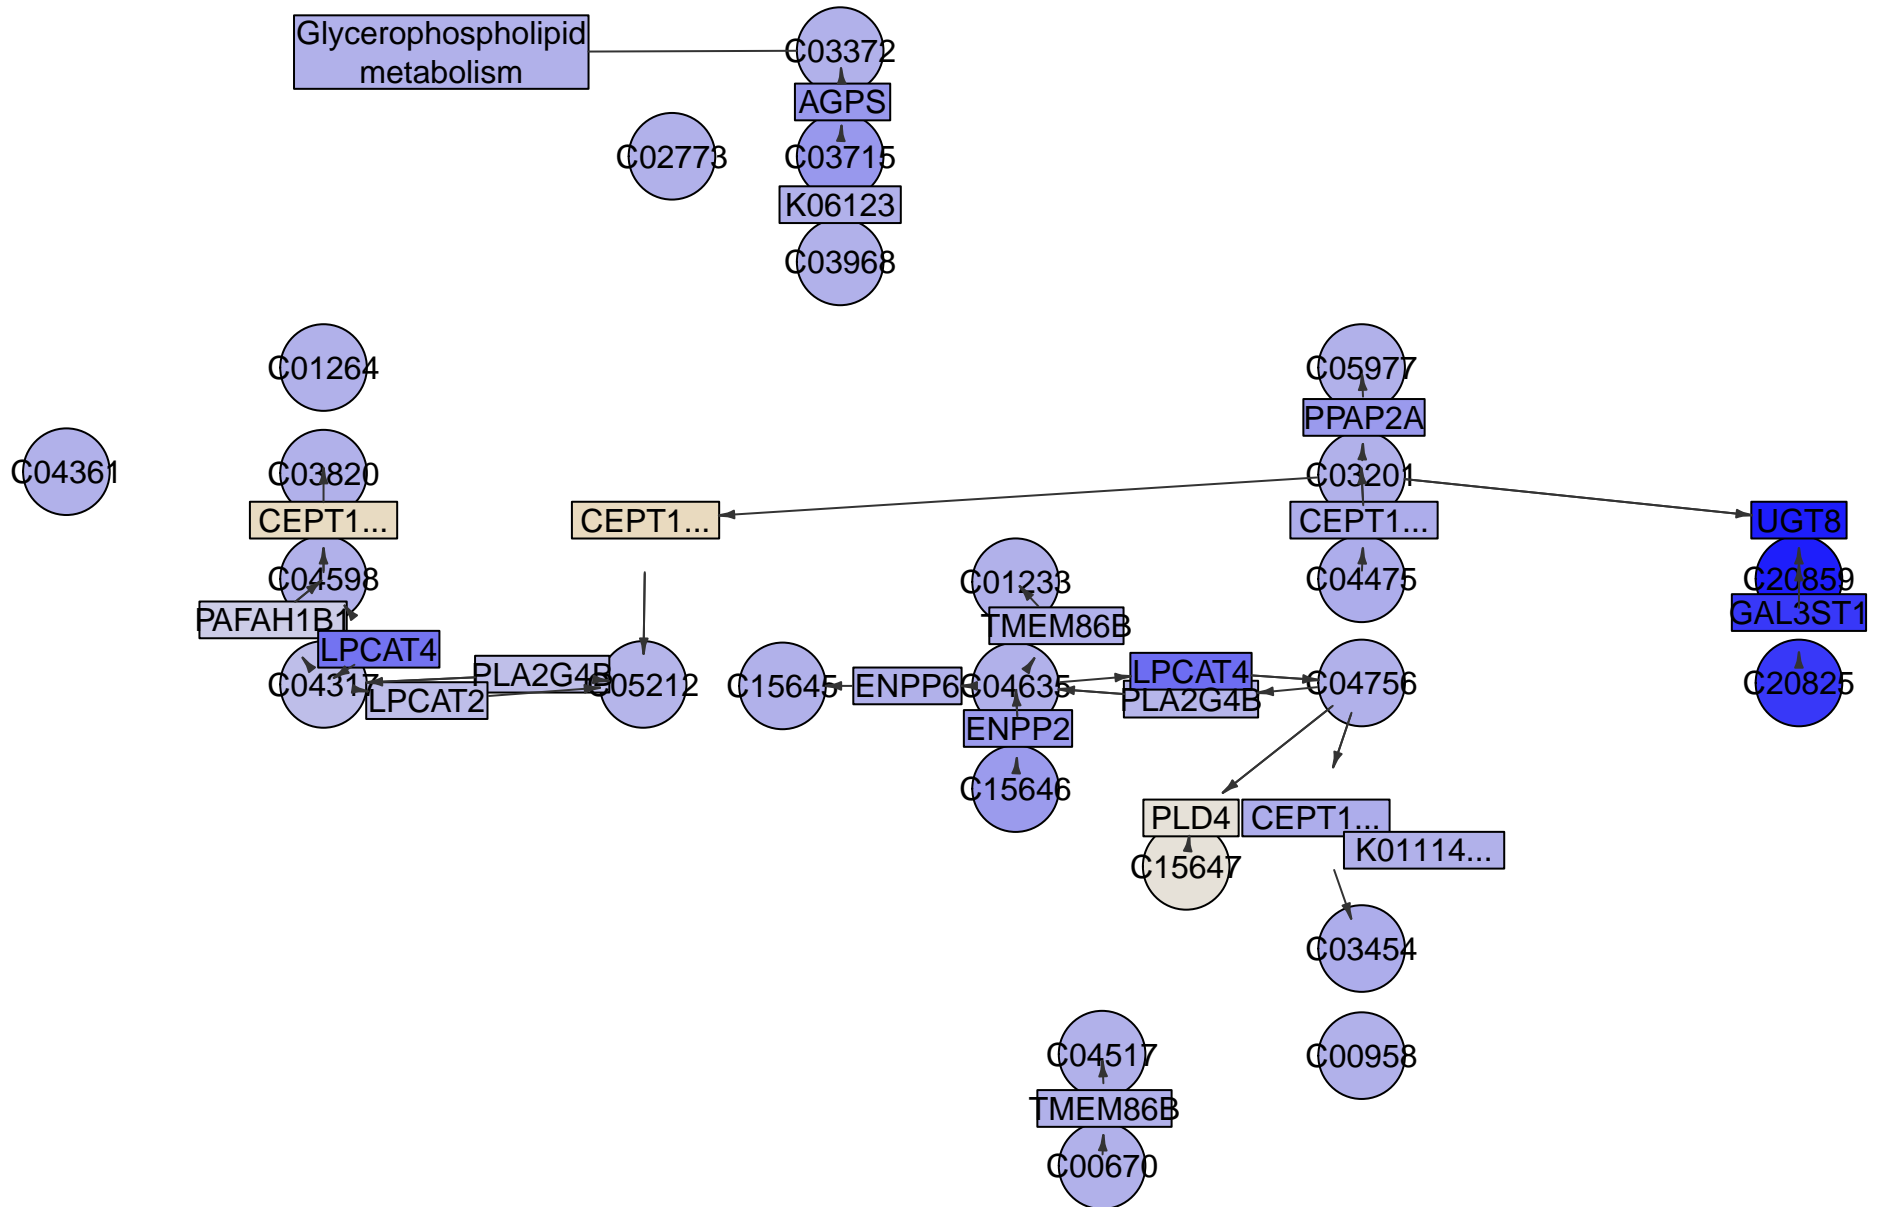 Glycerophospholipid
metabolism
C03372
AGPS
C02773
C03715
K06123
C03968
C01264
C05977
PPAP2A
C04361
C03820
C03201
CEPT1...
CEPT1...
CEPT1...
UGT8
C04598
C01233
C04475
C20859
PAFAH1B1
TMEM86B
GAL3ST1
LPCAT4
C04317
PLA2G4B
LPCAT2
C05212
C15645
ENPP6
C04635
LPCAT4
PLA2G4B
C04756
C20825
ENPP2
C15646
PLD4
CEPT1...
K01114...
C15647
C03454
C04517
C00958
TMEM86B
C00670